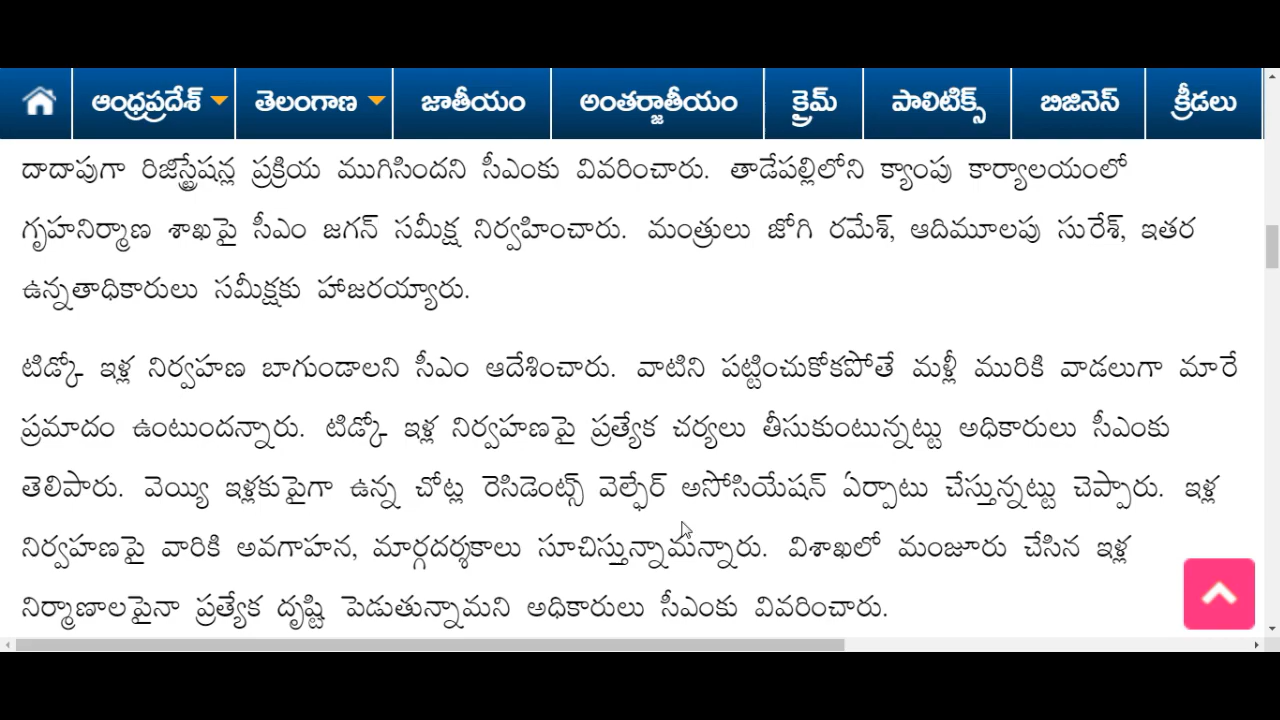 ఆంధ్రప్రదేశ్ తెలంగాణ జాతీయం అంతర్జాతీయం క్రైమ్ పాలిటిక్స్ బిజినెస్ క్రీడలు
దాదాపుగా రిజిస్ట్రేషన్ల ప్రక్రియ ముగిసిందని సీఎంకు వివరించారు. తాడేపల్లిలోని క్యాంపు కార్యాలయంలో
గృహనిర్మాణ శాఖపై సీఎం జగన్ సమీక్ష నిర్వహించారు. మంత్రులు జోగి రమేశ్, ఆదిమూలపు సురేశ్, ఇతర
ఉన్నతాధికారులు సమీక్షకు హాజరయ్యారు.
టిడ్కో ఇళ్ల నిర్వహణ బాగుండాలని సీఎం ఆదేశించారు. వాటిని పట్టించుకోకపోతే మళ్లీ మురికి వాడలుగా మారే
ప్రమాదం ఉంటుందన్నారు. టిడ్కో ఇళ్ల నిర్వహణపై ప్రత్యేక చర్యలు తీసుకుంటున్నట్టు అధికారులు సీఎంకు
తెలిపారు. వెయ్యి ఇళ్లకుపైగా ఉన్న చోట్ల రెసిడెంట్స్ వెల్ఫేర్ అసోసియేషన్ ఏర్పాటు చేస్తున్నట్టు చెప్పారు. ఇళ్ల
నిర్వహణపై వారికి అవగాహన, మార్గదర్శకాలు సూచిస్తున్నామన్నారు. విశాఖలో మంజూరు చేసిన ఇళ్ల
నిర్మాణాలపైనా ప్రత్యేక దృష్టి పెడుతున్నామని అధికారులు సీఎంకు వివరించారు.